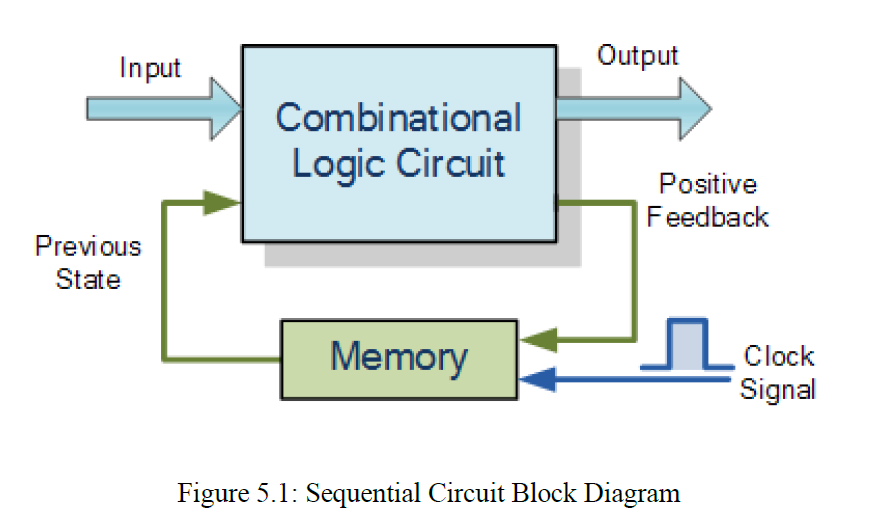 Input
Output
Combinational
Logic Circuit
Positive
Feedback
Previous
State
Memory
Clock
Signal
Figure 5.1: Sequential Circuit Block Diagram